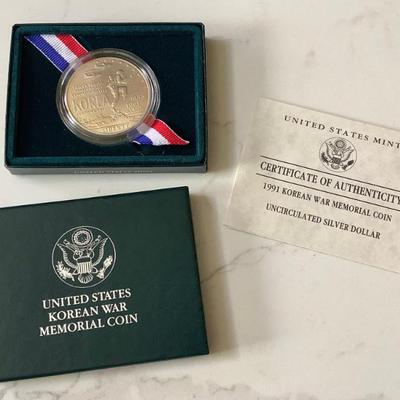 KOREA
UNITED STATES MINT
CERTIFICATE OF AUTHENTICITY
1991 KOREAN WAR MEMORIAL COIN
UNCIRCULATED SILVER DOLLAR
UNITED STATES
KOREAN WAR
MEMORIAL COIN